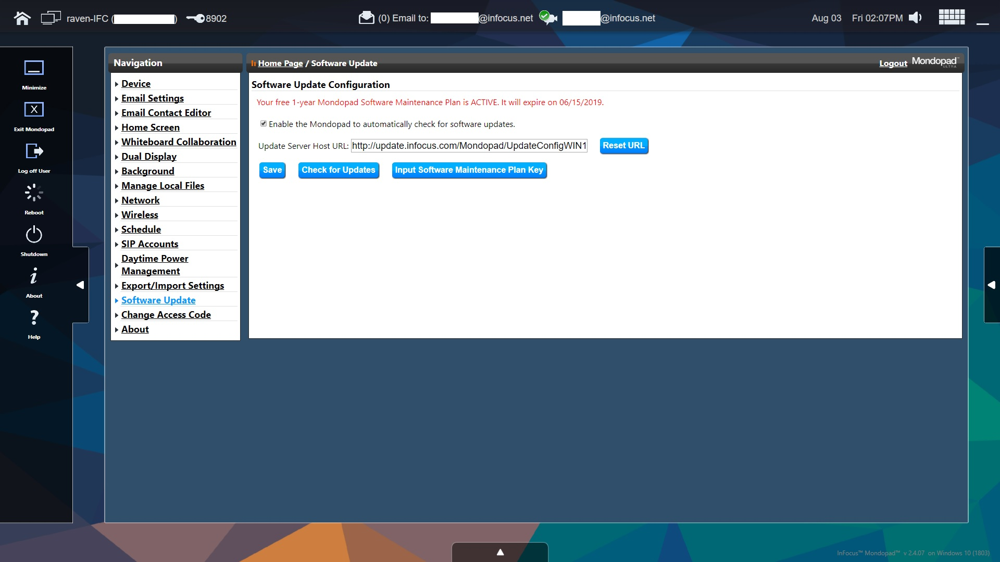 raven-IFC (          ) 8902
(0) Email to:          @infocus.net
@infocus.net
Aug 03 Fri 02:07PM
Minimize
X
Exit Mondopad
Log off User
Reboot
Shutdown
i
About
?
Help
Navigation
Device
Email Settings
Email Contact Editor
Home Screen
Whiteboard Collaboration
Dual Display
Background
Manage Local Files
Network
Wireless
Schedule
SIP Accounts
Daytime Power
Management
Export/Import Settings
Software Update
Change Access Code
About
Home Page / Software Update
Logout
Mondopad™
ULTRA
Software Update Configuration
Your free 1-year Mondopad Software Maintenance Plan is ACTIVE. It will expire on 06/15/2019.
Enable the Mondopad to automatically check for software updates.
Update Server Host URL: http://update.infocus.com/Mondopad/UpdateConfigWIN1 Reset URL
Save Check for Updates Input Software Maintenance Plan Key
InFocus™ Mondopad™ v 2.4.07 on Windows 10 (1803)